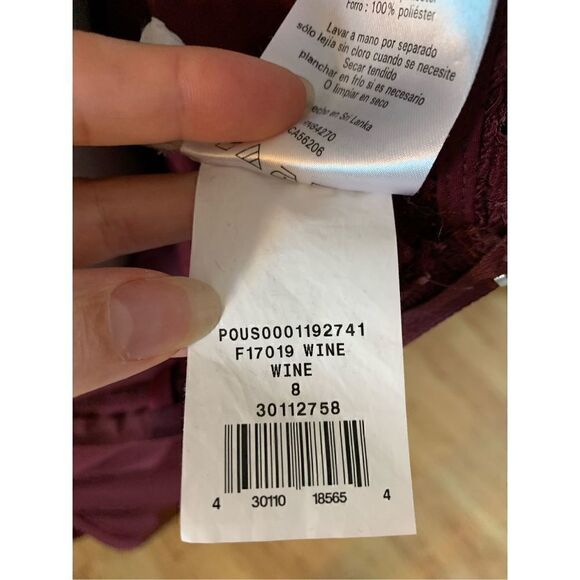 Forro : 100% poliéster
Lavar a mano por separado
sólo lejía sin cloro cuando se necesite
Secar tendido
planchar en frío si es necesario
O limpiar en seco
en Sri Lanka
CA56206
POUS0001192741
F17019 WINE
WINE
8
30112758
4 30110 18565 4